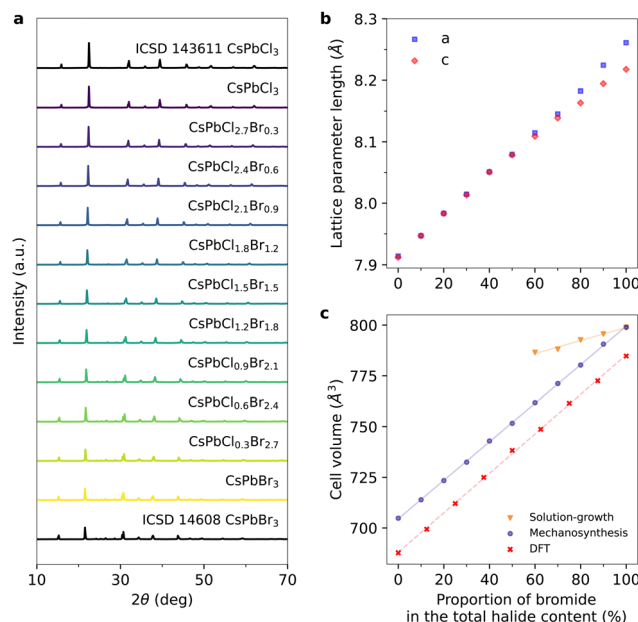 a
ICSD 143611 CsPbCl3
CsPbCl3
CsPbCl2.7Br0.3
CsPbCl2.4Br0.6
CsPbCl2.1Br0.9
CsPbCl1.8Br1.2
CsPbCl1.5Br1.5
CsPbCl1.2Br1.8
CsPbCl0.9Br2.1
CsPbCl0.6Br2.4
CsPbCl0.3Br2.7
CsPbBr3
ICSD 14608 CsPbBr3
Intensity (a.u.)
10 20 30 40 50 60 70
2θ (deg)
b
a
c
Lattice parameter length (Å)
8.3
8.2
8.1
8.0
7.9
0 20 40 60 80 100
c
Cell volume (Å3)
800
775
750
725
700
Solution-growth
Mechanosynthesis
DFT
0 20 40 60 80 100
Proportion of bromide
in the total halide content (%)